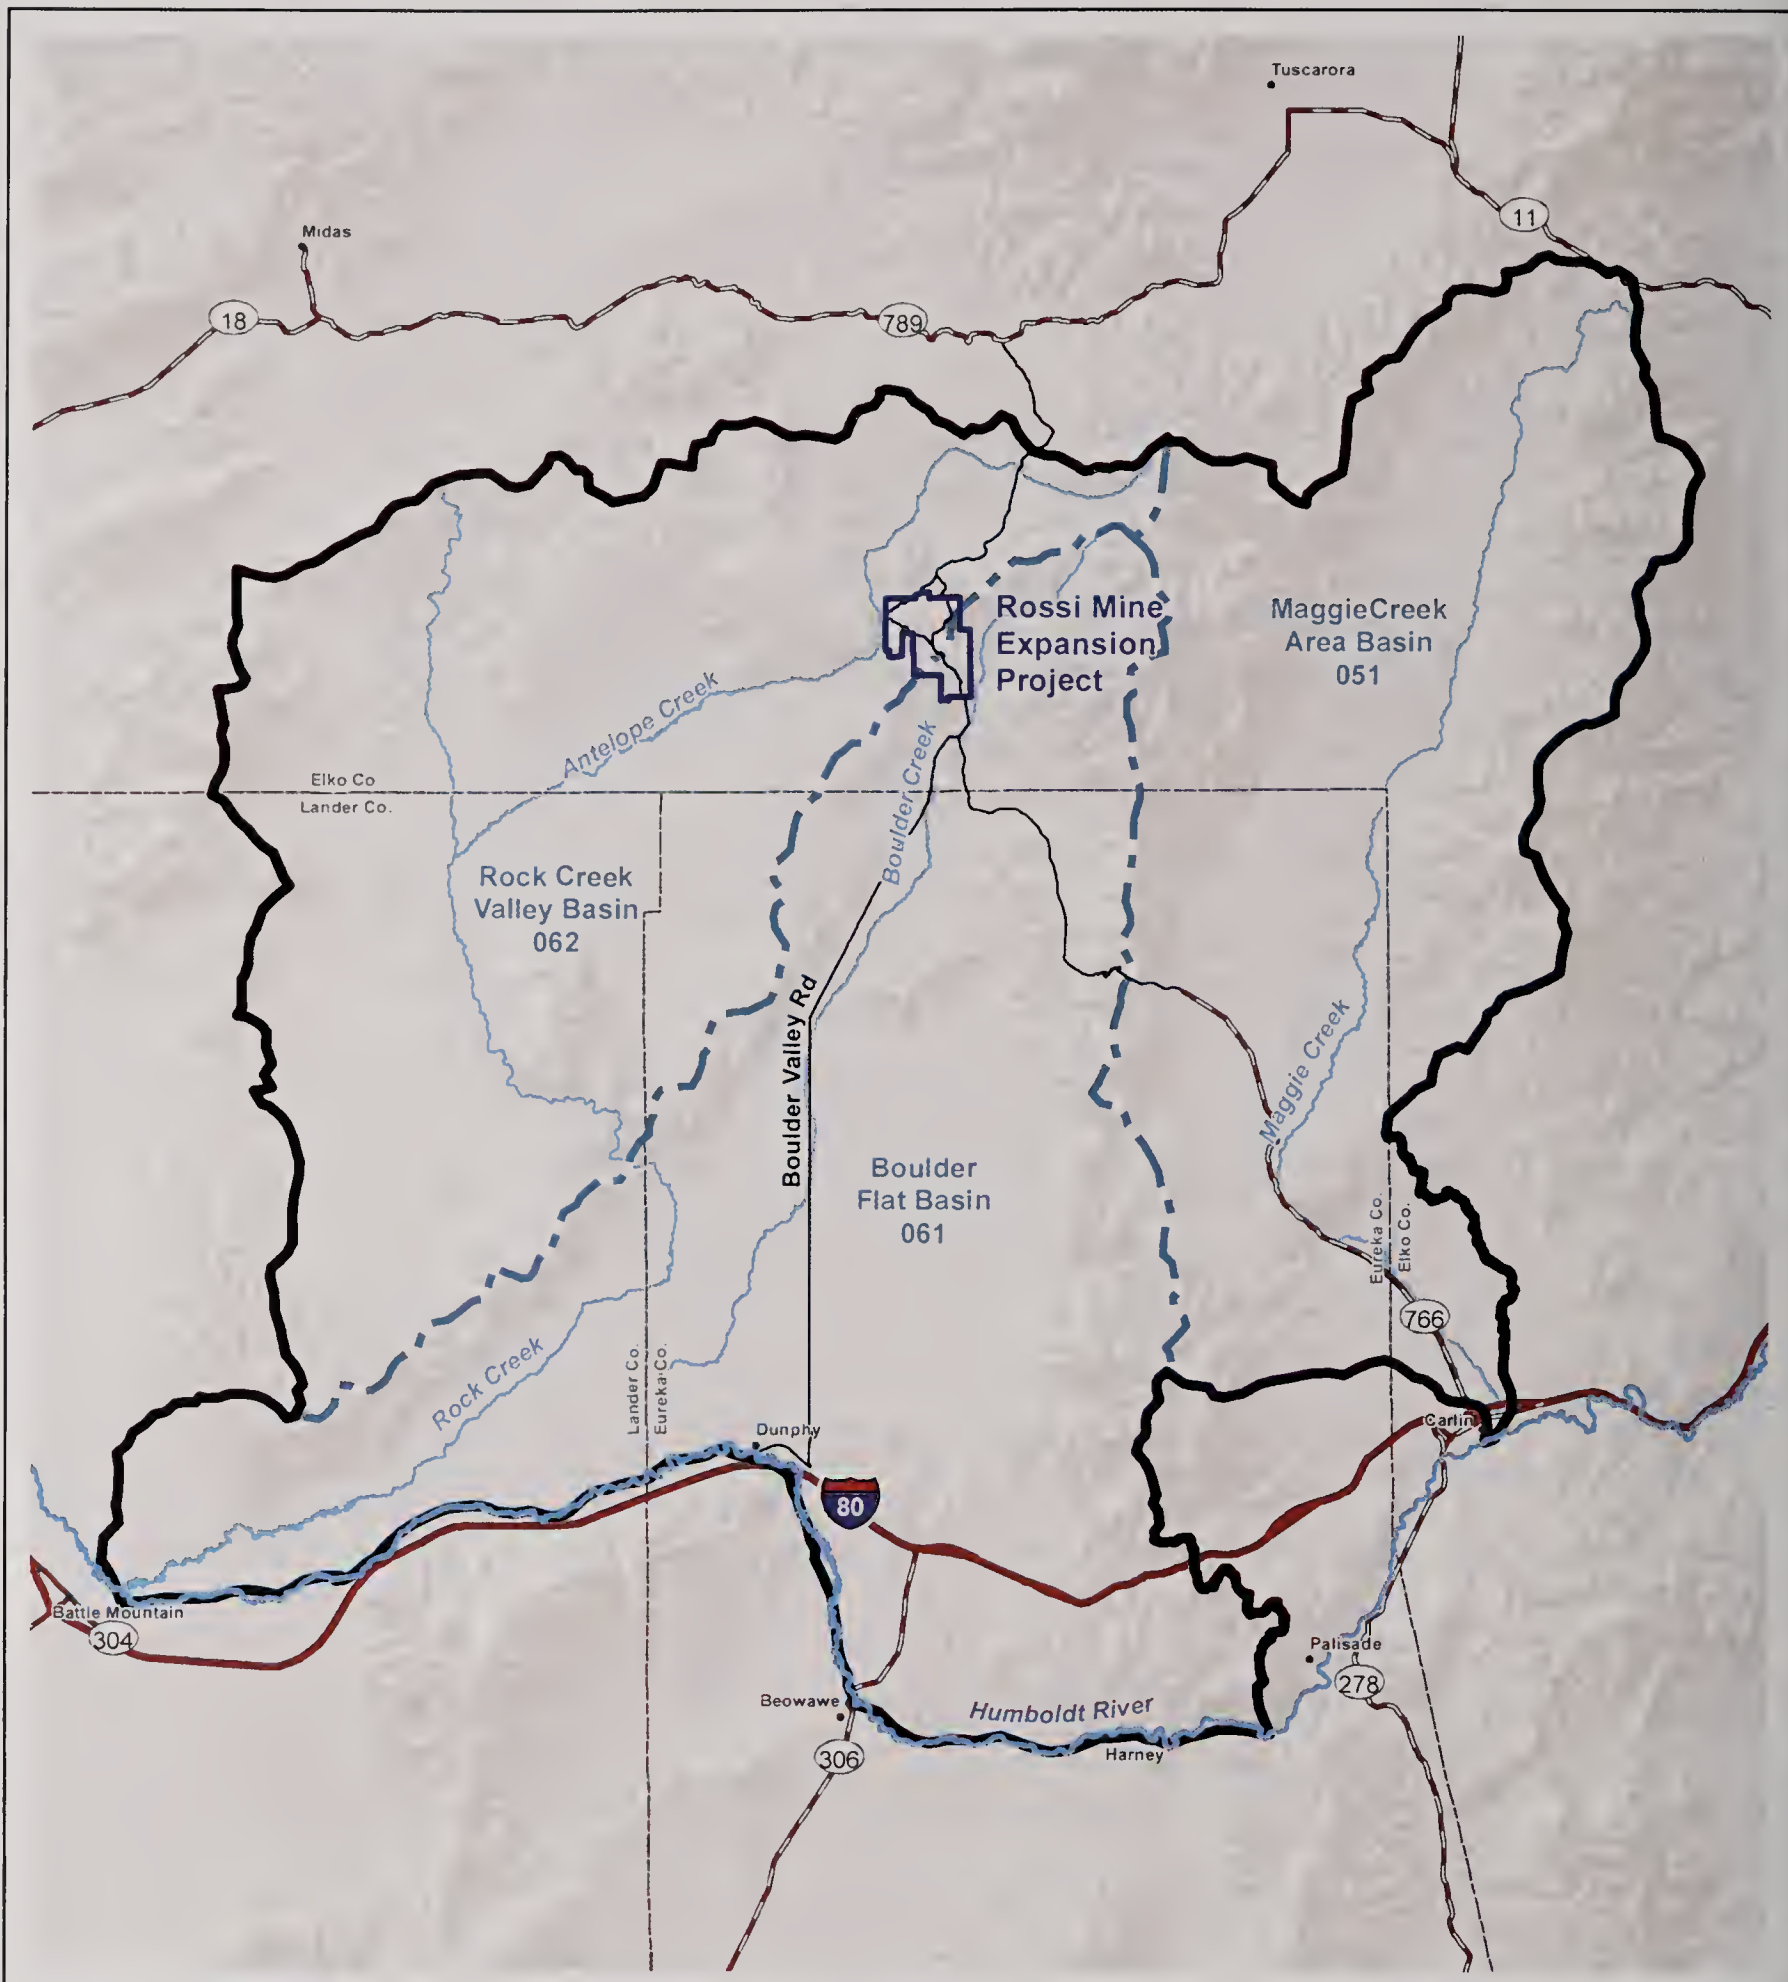 Tuscarora
11
Midas
18
789
Rossi Mine
Expansion
Project
MaggieCreek
Area Basin
051
Antelope Creek
Boulder Creek
Elko Co
Lander Co.
Rock Creek
Valley Basin
062
Boulder Valley Rd
Maggie Creek
Boulder
Flat Basin
061
Eureka Co.
Elko Co.
766
Rock Creek
Lander Co.
Eureka Co.
Dunphy
Carlin
80
Battle Mountain
304
Palisade
278
Beowawe
Humboldt River
Harney
306